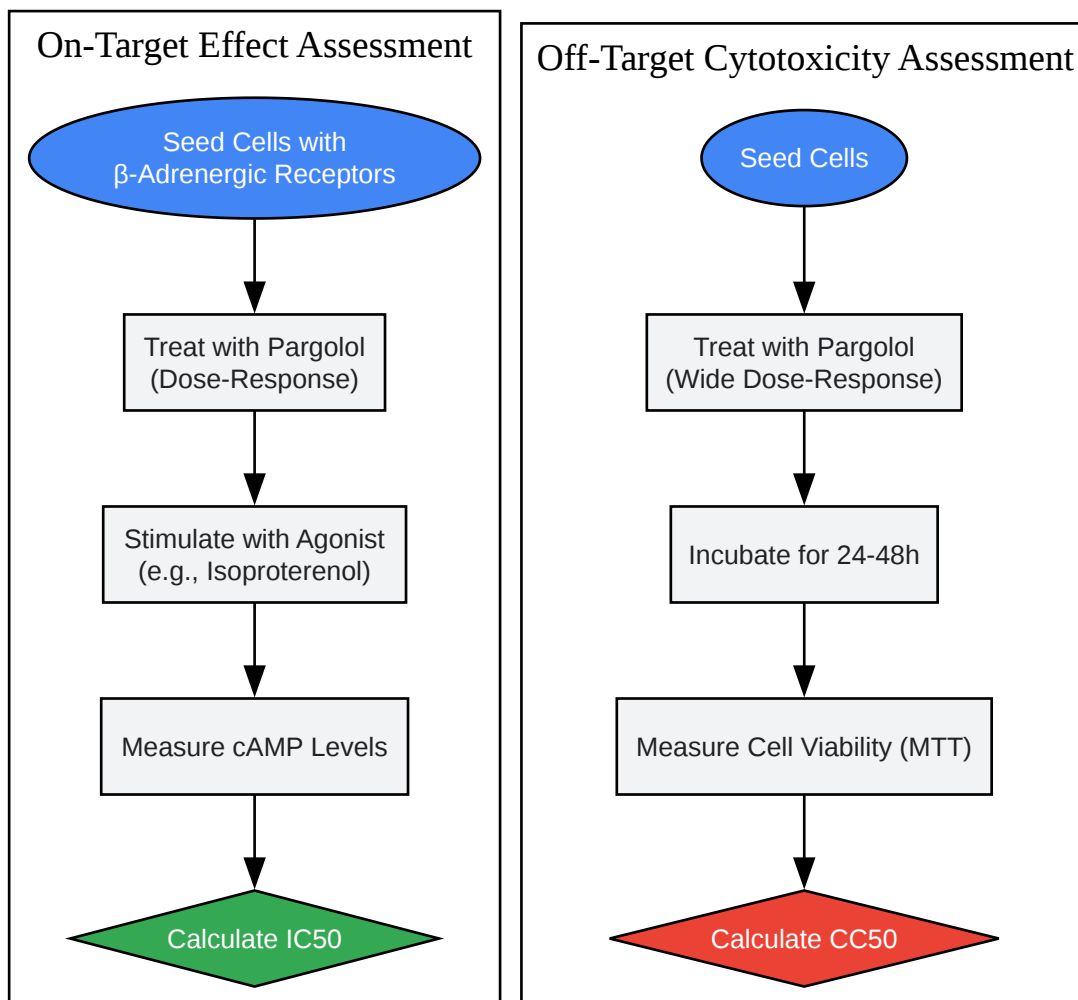 On-Target Effect Assessment
Seed Cells with
β-Adrenergic Receptors
Treat with Pargolol
(Dose-Response)
Stimulate with Agonist
(e.g., Isoproterenol)
Measure cAMP Levels
Calculate IC50
Off-Target Cytotoxicity Assessment
Seed Cells
Treat with Pargolol
(Wide Dose-Response)
Incubate for 24-48h
Measure Cell Viability (MTT)
Calculate CC50